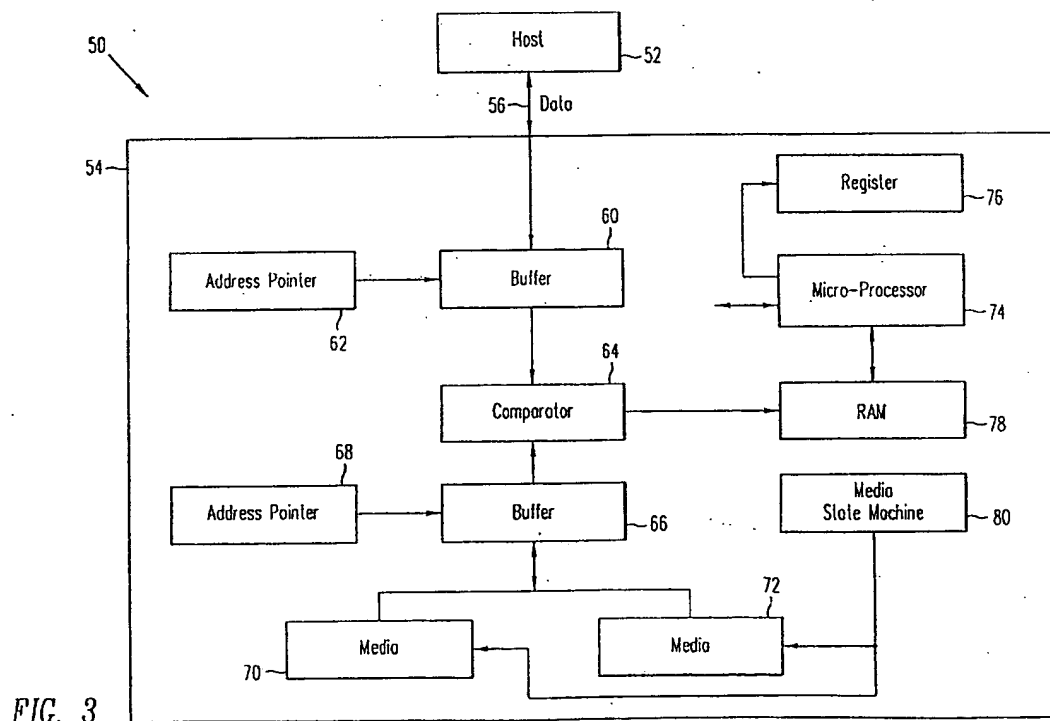 50
Host
52
56 Data
54
Register
76
60
Address Pointer
Buffer
Micro-Processor
62
74
64
Comparator
RAM
78
68
Address Pointer
Buffer
66
Media
State Machine
80
72
Media
70
Media
FIG. 3